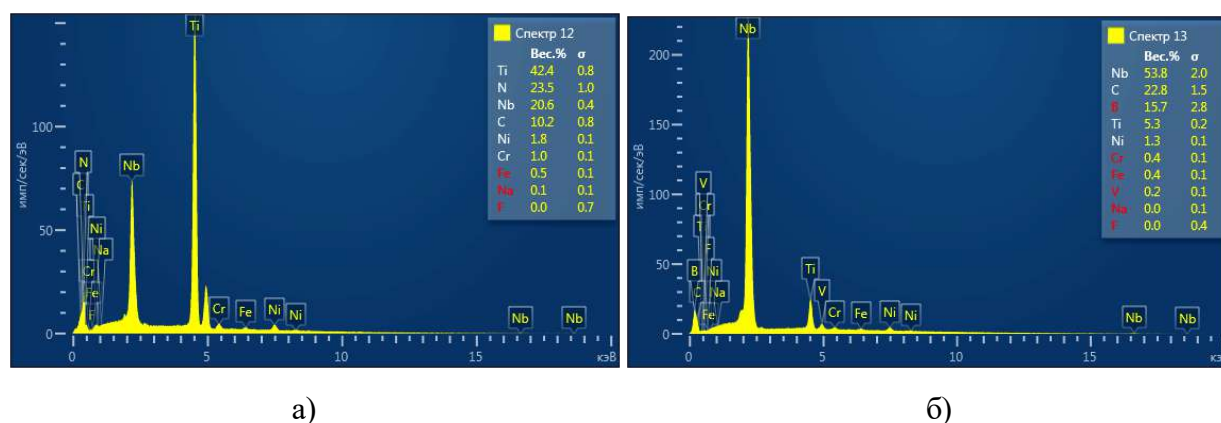 Ti
Спектр 12
Вес.% σ
Ti 42.4 0.8
N 23.5 1.0
Nb 20.6 0.4
C 10.2 0.8
Ni 1.8 0.1
Cr 1.0 0.1
Fe 0.5 0.1
Na 0.1 0.1
F 0.0 0.7
имп/сек/эВ
100
50
0
N
C
Ti
Ni
Na
Cr
Fe
F
Nb
Cr
Fe
Ni
Ni
Nb
Nb
0
5
10
15
кэВ
а)
Nb
Спектр 13
Вес.% σ
Nb 53.8 2.0
C 22.8 1.5
B 15.7 2.8
Ti 5.3 0.2
Ni 1.3 0.1
Cr 0.4 0.1
Fe 0.4 0.1
V 0.2 0.1
Na 0.0 0.1
F 0.0 0.4
имп/сек/эВ
200
150
100
50
0
V
Cr
T
F
B
Ni
C
Na
Fe
Ti
V
Cr
Fe
Ni
Ni
Nb
Nb
0
5
10
15
кэВ
б)